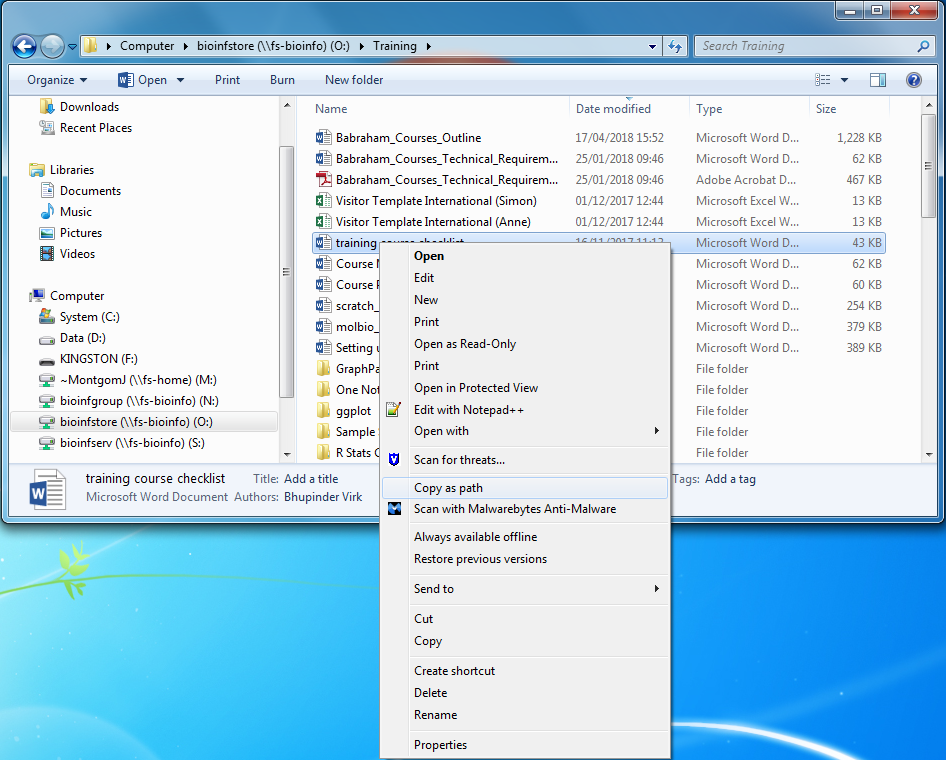 Computer bioinfstore (\\fs-bioinfo) (O:) Training
Search Training
Organize Open Print Burn New folder
Downloads
Recent Places
Libraries
Documents
Music
Pictures
Videos
Computer
System (C:)
Data (D:)
KINGSTON (F:)
~MontgomJ (\\fs-home) (M:)
bioinfgroup (\\fs-bioinfo) (N:)
bioinfstore (\\fs-bioinfo) (O:)
bioinfserv (\\fs-bioinfo) (S:)
Name Date modified Type Size
Babraham_Courses_Outline 17/04/2018 15:52 Microsoft Word D... 1,228 KB
Babraham_Courses_Technical_Requirem... 25/01/2018 09:46 Microsoft Word D... 62 KB
Babraham_Courses_Technical_Requirem... 25/01/2018 09:46 Adobe Acrobat D... 467 KB
Visitor Template International (Simon) 01/12/2017 12:44 Microsoft Excel W... 13 KB
Visitor Template International (Anne) 01/12/2017 12:44 Microsoft Excel W... 13 KB
training course checklist 16/11/2017 11:12 Microsoft Word D... 43 KB
Course Microsoft Word D... 62 KB
Course Microsoft Word D... 60 KB
scratch_ Microsoft Word D... 254 KB
molbio_ Microsoft Word D... 379 KB
Setting Microsoft Word D... 389 KB
GraphPa File folder
One Not File folder
ggplot File folder
Sample File folder
R Stats File folder
Open
Edit
New
Print
Open as Read-Only
Print
Open in Protected View
Edit with Notepad++
Open with
Scan for threats...
Copy as path
Scan with Malwarebytes Anti-Malware
Always available offline
Restore previous versions
Send to
Cut
Copy
Create shortcut
Delete
Rename
Properties
training course checklist Title: Add a title Tags: Add a tag
Microsoft Word Document Authors: Bhupinder Virk